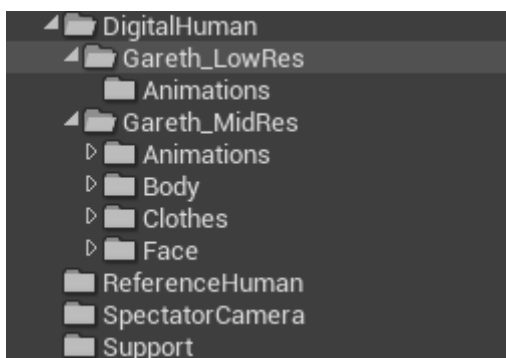 DigitalHuman
Gareth_LowRes
Animations
Gareth_MidRes
Animations
Body
Clothes
Face
ReferenceHuman
SpectatorCamera
Support